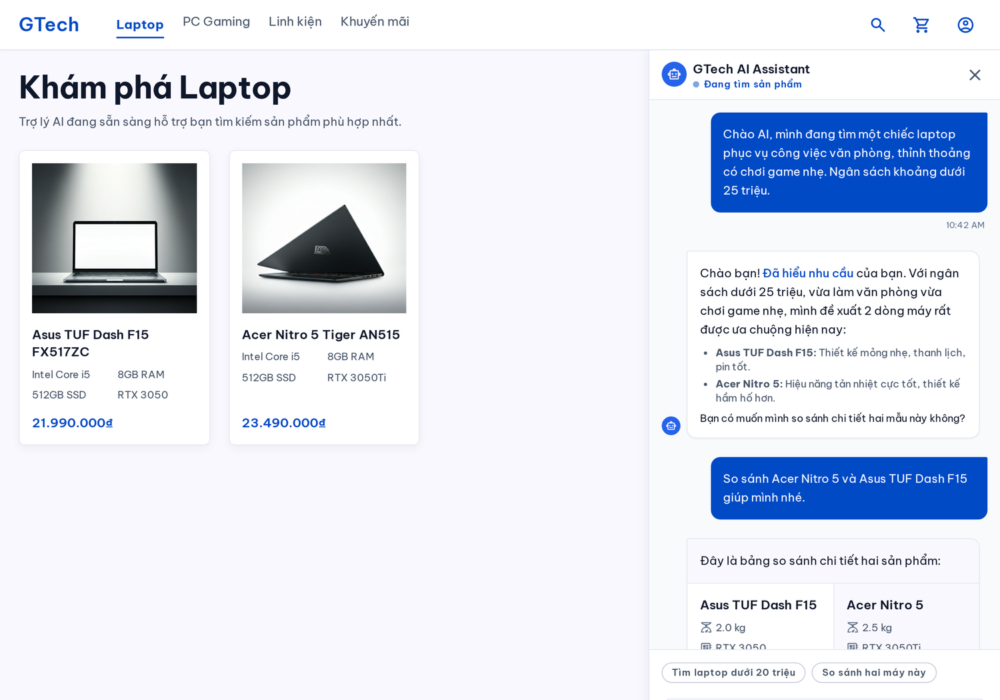 GTech
Laptop
PC Gaming
Linh kiện
Khuyến mãi
Khám phá Laptop
Trợ lý AI đang sẵn sàng hỗ trợ bạn tìm kiếm sản phẩm phù hợp nhất.
Asus TUF Dash F15
FX517ZC
Intel Core i5
8GB RAM
512GB SSD
RTX 3050
21.990.000₫
Acer Nitro 5 Tiger AN515
Intel Core i5
8GB RAM
512GB SSD
RTX 3050Ti
23.490.000₫
GTech AI Assistant
Đang tìm sản phẩm
Chào AI, mình đang tìm một chiếc laptop
phục vụ công việc văn phòng, thỉnh thoảng
có chơi game nhẹ. Ngân sách khoảng dưới
25 triệu.
10:42 AM
Chào bạn! Đã hiểu nhu cầu của bạn. Với ngân
sách dưới 25 triệu, vừa làm văn phòng vừa
chơi game nhẹ, mình đề xuất 2 dòng máy rất
được ưa chuộng hiện nay:
• Asus TUF Dash F15: Thiết kế mỏng nhẹ, thanh lịch,
pin tốt.
• Acer Nitro 5: Hiệu năng tản nhiệt cực tốt, thiết kế
hầm hố hơn.
Bạn có muốn mình so sánh chi tiết hai mẫu này không?
So sánh Acer Nitro 5 và Asus TUF Dash F15
giúp mình nhé.
Đây là bảng so sánh chi tiết hai sản phẩm:
Asus TUF Dash F15
2.0 kg
RTX 3050
Acer Nitro 5
2.5 kg
RTX 3050Ti
Tìm laptop dưới 20 triệu
So sánh hai máy này